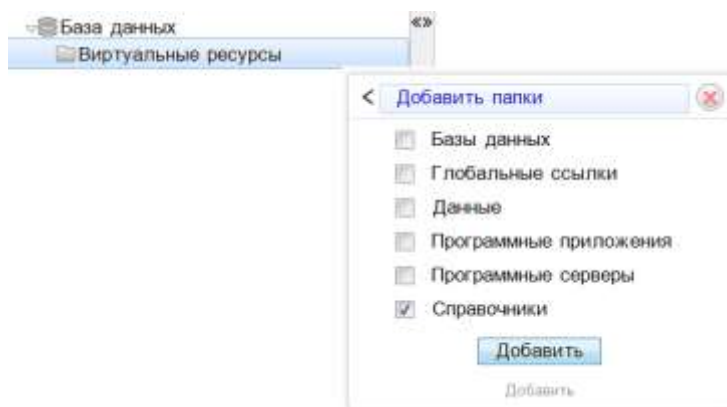 База данных
«»
Виртуальные ресурсы
< Добавить папки
Базы данных
Глобальные ссылки
Данные
Программные приложения
Программные серверы
Справочники
Добавить
Добавить